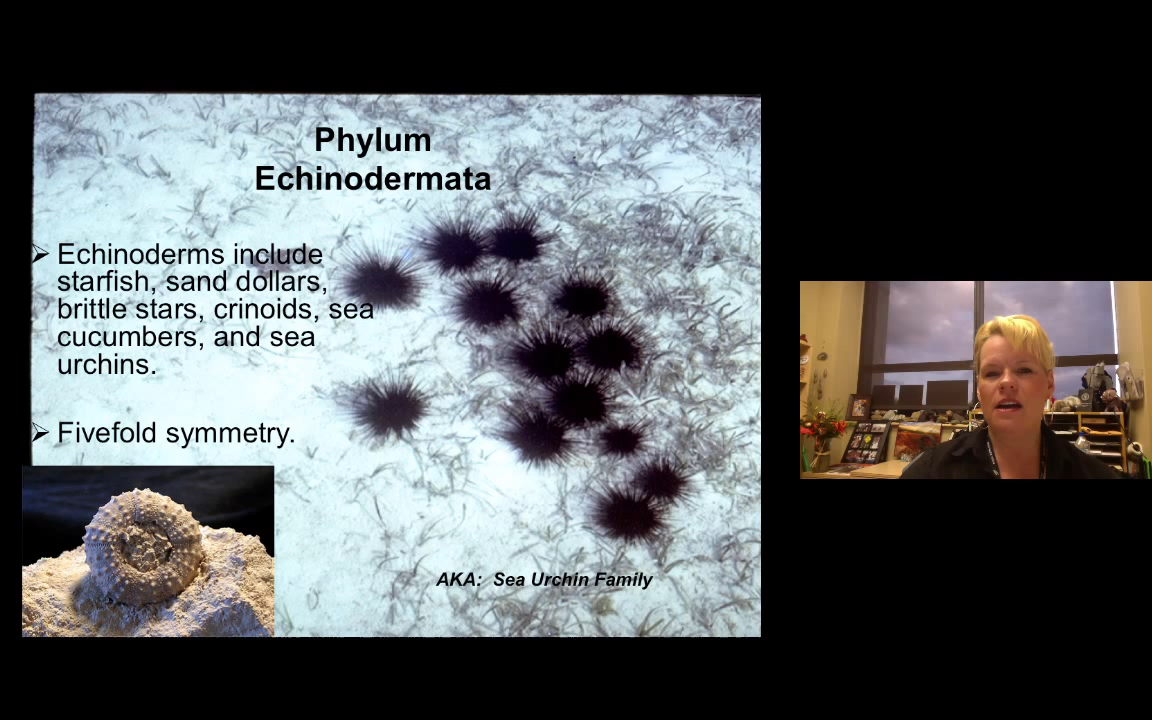 Phylum
Echinodermata
➢ Echinoderms include
starfish, sand dollars,
brittle stars, crinoids, sea
cucumbers, and sea
urchins.
➢ Fivefold symmetry.
AKA: Sea Urchin Family